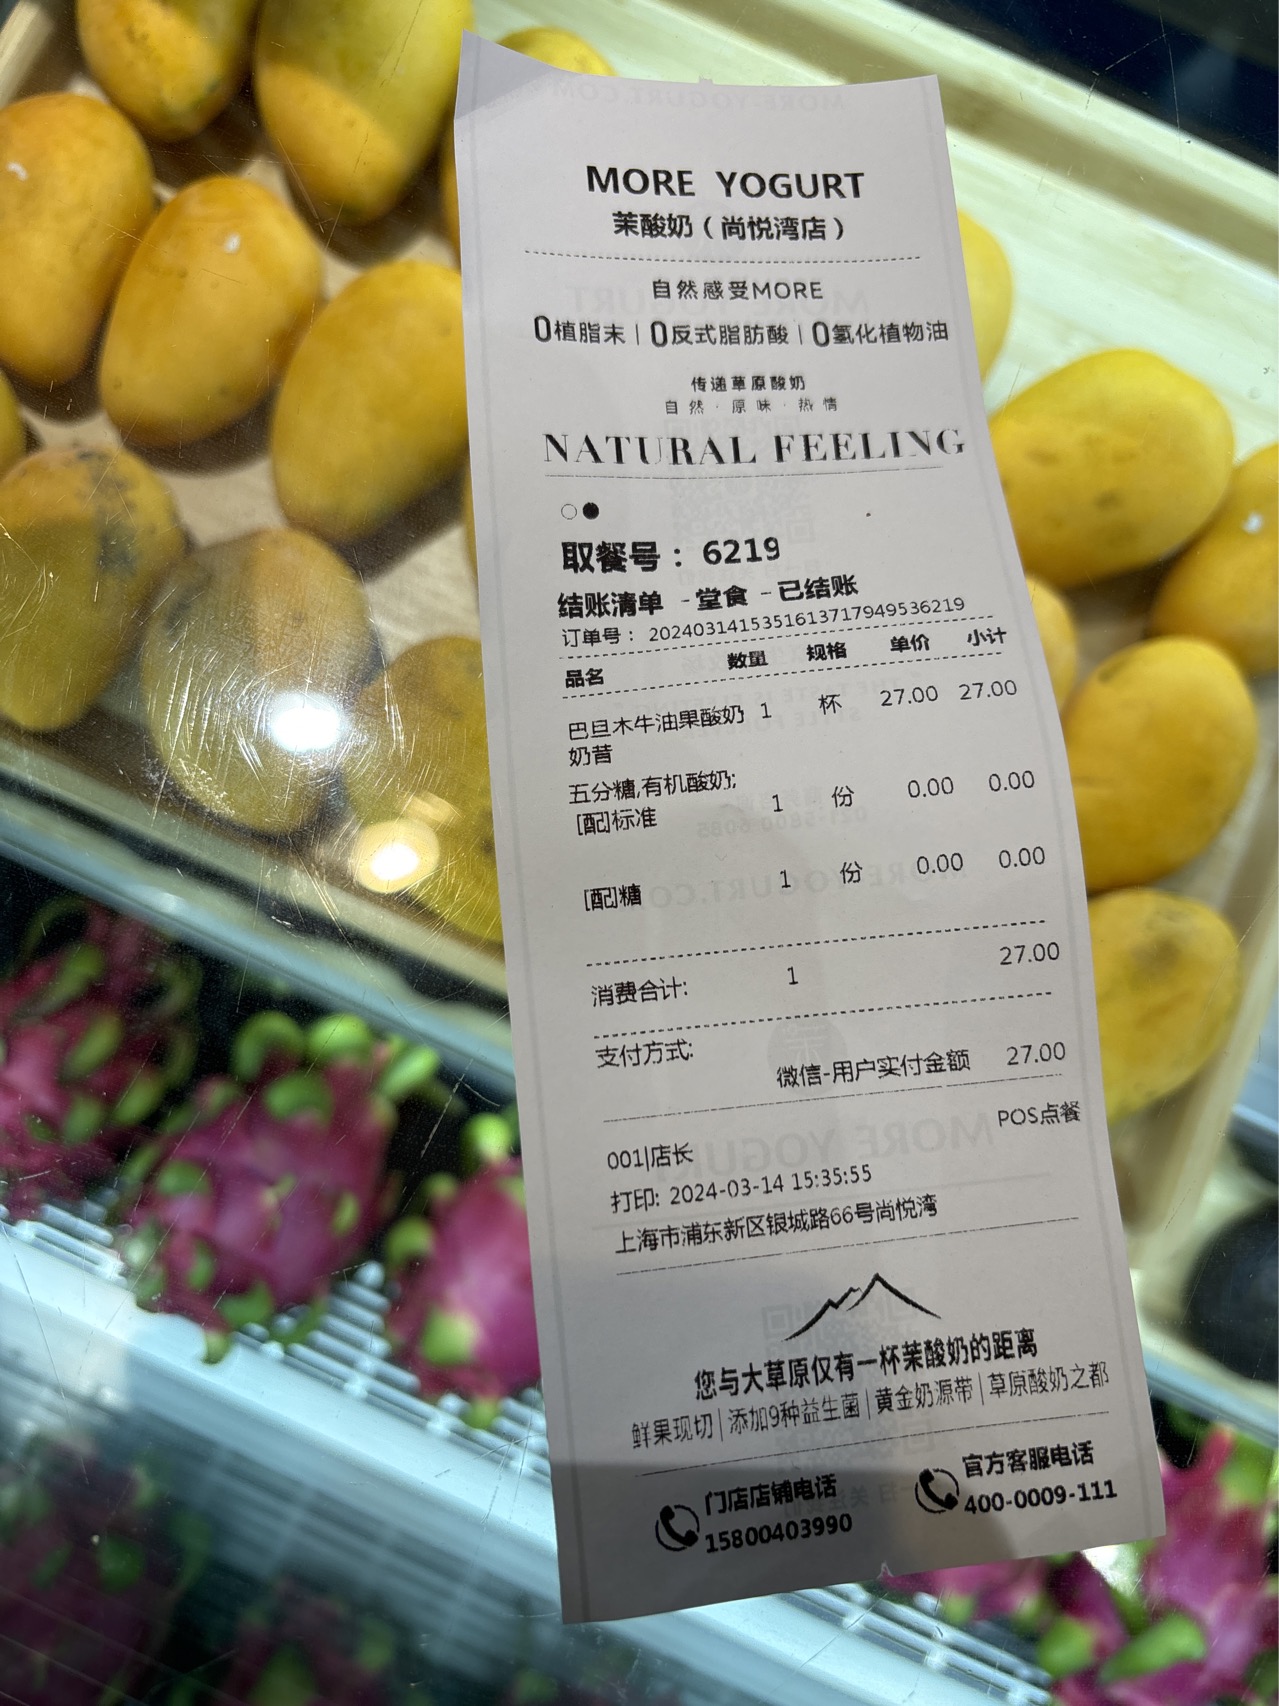 MORE YOGURT
茉酸奶（尚悦湾店）
自然感受MORE
0植脂末｜0反式脂肪酸｜0氢化植物油
传递草原酸奶
自然·原味·热情
NATURAL FEELING
取餐号： 6219
结账清单 -堂食 -已结账
订单号： 20240314153516137179495 36219
品名 数量 规格 单价 小计
巴旦木牛油果酸奶 1 杯 27.00 27.00
奶昔
五分糖,有机酸奶;
[配]标准 1 份 0.00 0.00
[配]糖 1 份 0.00 0.00
消费合计: 1 27.00
支付方式:
微信-用户实付金额 27.00
POS点餐
001|店长
打印: 2024-03-14 15:35:55
上海市浦东新区银城路66号尚悦湾
您与大草原仅有一杯茉酸奶的距离
鲜果现切｜添加9种益生菌｜黄金奶源带｜草原酸奶之都
门店店铺电话
15800403990
官方客服电话
400-0009-111